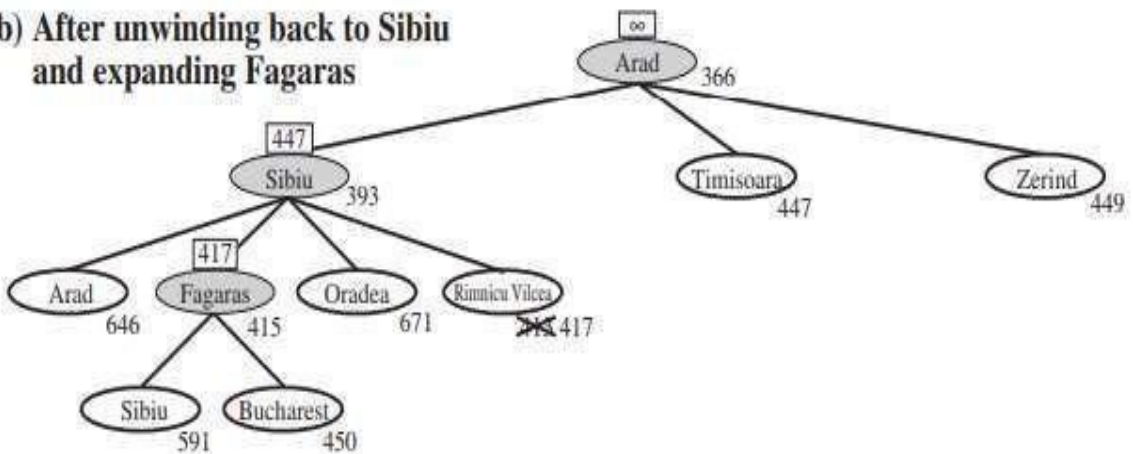 b) After unwinding back to Sibiu
and expanding Fagaras
∞
Arad
366
447
Sibiu
393
Timisoara
447
Zerind
449
417
Arad
646
Fagaras
415
Oradea
671
Rimnicu Vilcea
417
Sibiu
591
Bucharest
450